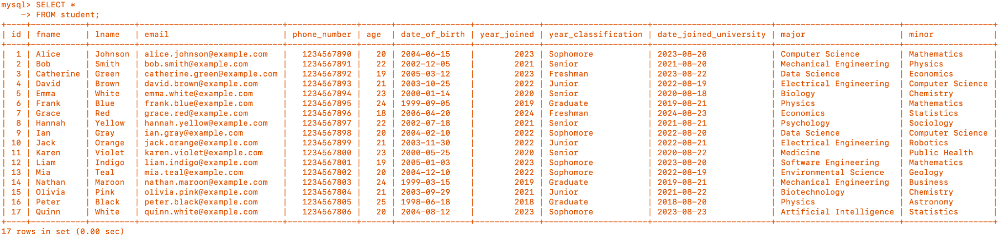 mysql> SELECT *
    -> FROM student;
+----+-----------+---------+-----------------------------+--------------+------+---------------+-------------+---------------------+------------------------+-------------------------+------------------+
| id | fname     | lname   | email                       | phone_number | age  | date_of_birth | year_joined | year_classification | date_joined_university | major                   | minor            |
+----+-----------+---------+-----------------------------+--------------+------+---------------+-------------+---------------------+------------------------+-------------------------+------------------+
|  1 | Alice     | Johnson | alice.johnson@example.com   |   1234567890 |   20 | 2004-06-15    |        2023 | Sophomore           | 2023-08-20             | Computer Science        | Mathematics      |
|  2 | Bob       | Smith   | bob.smith@example.com       |   1234567891 |   22 | 2002-12-05    |        2021 | Senior              | 2021-08-20             | Mechanical Engineering  | Physics          |
|  3 | Catherine | Green   | catherine.green@example.com |   1234567892 |   19 | 2005-03-12    |        2023 | Freshman            | 2023-08-22             | Data Science            | Economics        |
|  4 | David     | Brown   | david.brown@example.com     |   1234567893 |   21 | 2003-10-25    |        2022 | Junior              | 2022-08-19             | Electrical Engineering  | Computer Science |
|  5 | Emma      | White   | emma.white@example.com      |   1234567894 |   23 | 2000-01-14    |        2020 | Senior              | 2020-08-18             | Biology                 | Chemistry        |
|  6 | Frank     | Blue    | frank.blue@example.com      |   1234567895 |   24 | 1999-09-05    |        2019 | Graduate            | 2019-08-21             | Physics                 | Mathematics      |
|  7 | Grace     | Red     | grace.red@example.com       |   1234567896 |   18 | 2006-04-20    |        2024 | Freshman            | 2024-08-23             | Economics               | Statistics       |
|  8 | Hannah    | Yellow  | hannah.yellow@example.com   |   1234567897 |   22 | 2002-07-18    |        2021 | Senior              | 2021-08-21             | Psychology              | Sociology        |
|  9 | Ian       | Gray    | ian.gray@example.com        |   1234567898 |   20 | 2004-02-10    |        2022 | Sophomore           | 2022-08-20             | Data Science            | Computer Science |
| 10 | Jack      | Orange  | jack.orange@example.com     |   1234567899 |   21 | 2003-11-30    |        2022 | Junior              | 2022-08-21             | Electrical Engineering  | Robotics         |
| 11 | Karen     | Violet  | karen.violet@example.com    |   1234567800 |   23 | 2000-05-25    |        2020 | Senior              | 2020-08-22             | Medicine                | Public Health    |
| 12 | Liam      | Indigo  | liam.indigo@example.com     |   1234567801 |   19 | 2005-01-03    |        2023 | Sophomore           | 2023-08-20             | Software Engineering    | Mathematics      |
| 13 | Mia       | Teal    | mia.teal@example.com        |   1234567802 |   20 | 2004-12-10    |        2022 | Sophomore           | 2022-08-19             | Environmental Science   | Geology          |
| 14 | Nathan    | Maroon  | nathan.maroon@example.com   |   1234567803 |   24 | 1999-03-15    |        2019 | Graduate            | 2019-08-21             | Mechanical Engineering  | Business         |
| 15 | Olivia    | Pink    | olivia.pink@example.com     |   1234567804 |   21 | 2003-09-29    |        2021 | Junior              | 2021-08-22             | Biotechnology           | Chemistry        |
| 16 | Peter     | Black   | peter.black@example.com     |   1234567805 |   25 | 1998-06-18    |        2018 | Graduate            | 2018-08-20             | Physics                 | Astronomy        |
| 17 | Quinn     | White   | quinn.white@example.com     |   1234567806 |   20 | 2004-08-12    |        2023 | Sophomore           | 2023-08-23             | Artificial Intelligence | Statistics       |
+----+-----------+---------+-----------------------------+--------------+------+---------------+-------------+---------------------+------------------------+-------------------------+------------------+
17 rows in set (0.00 sec)